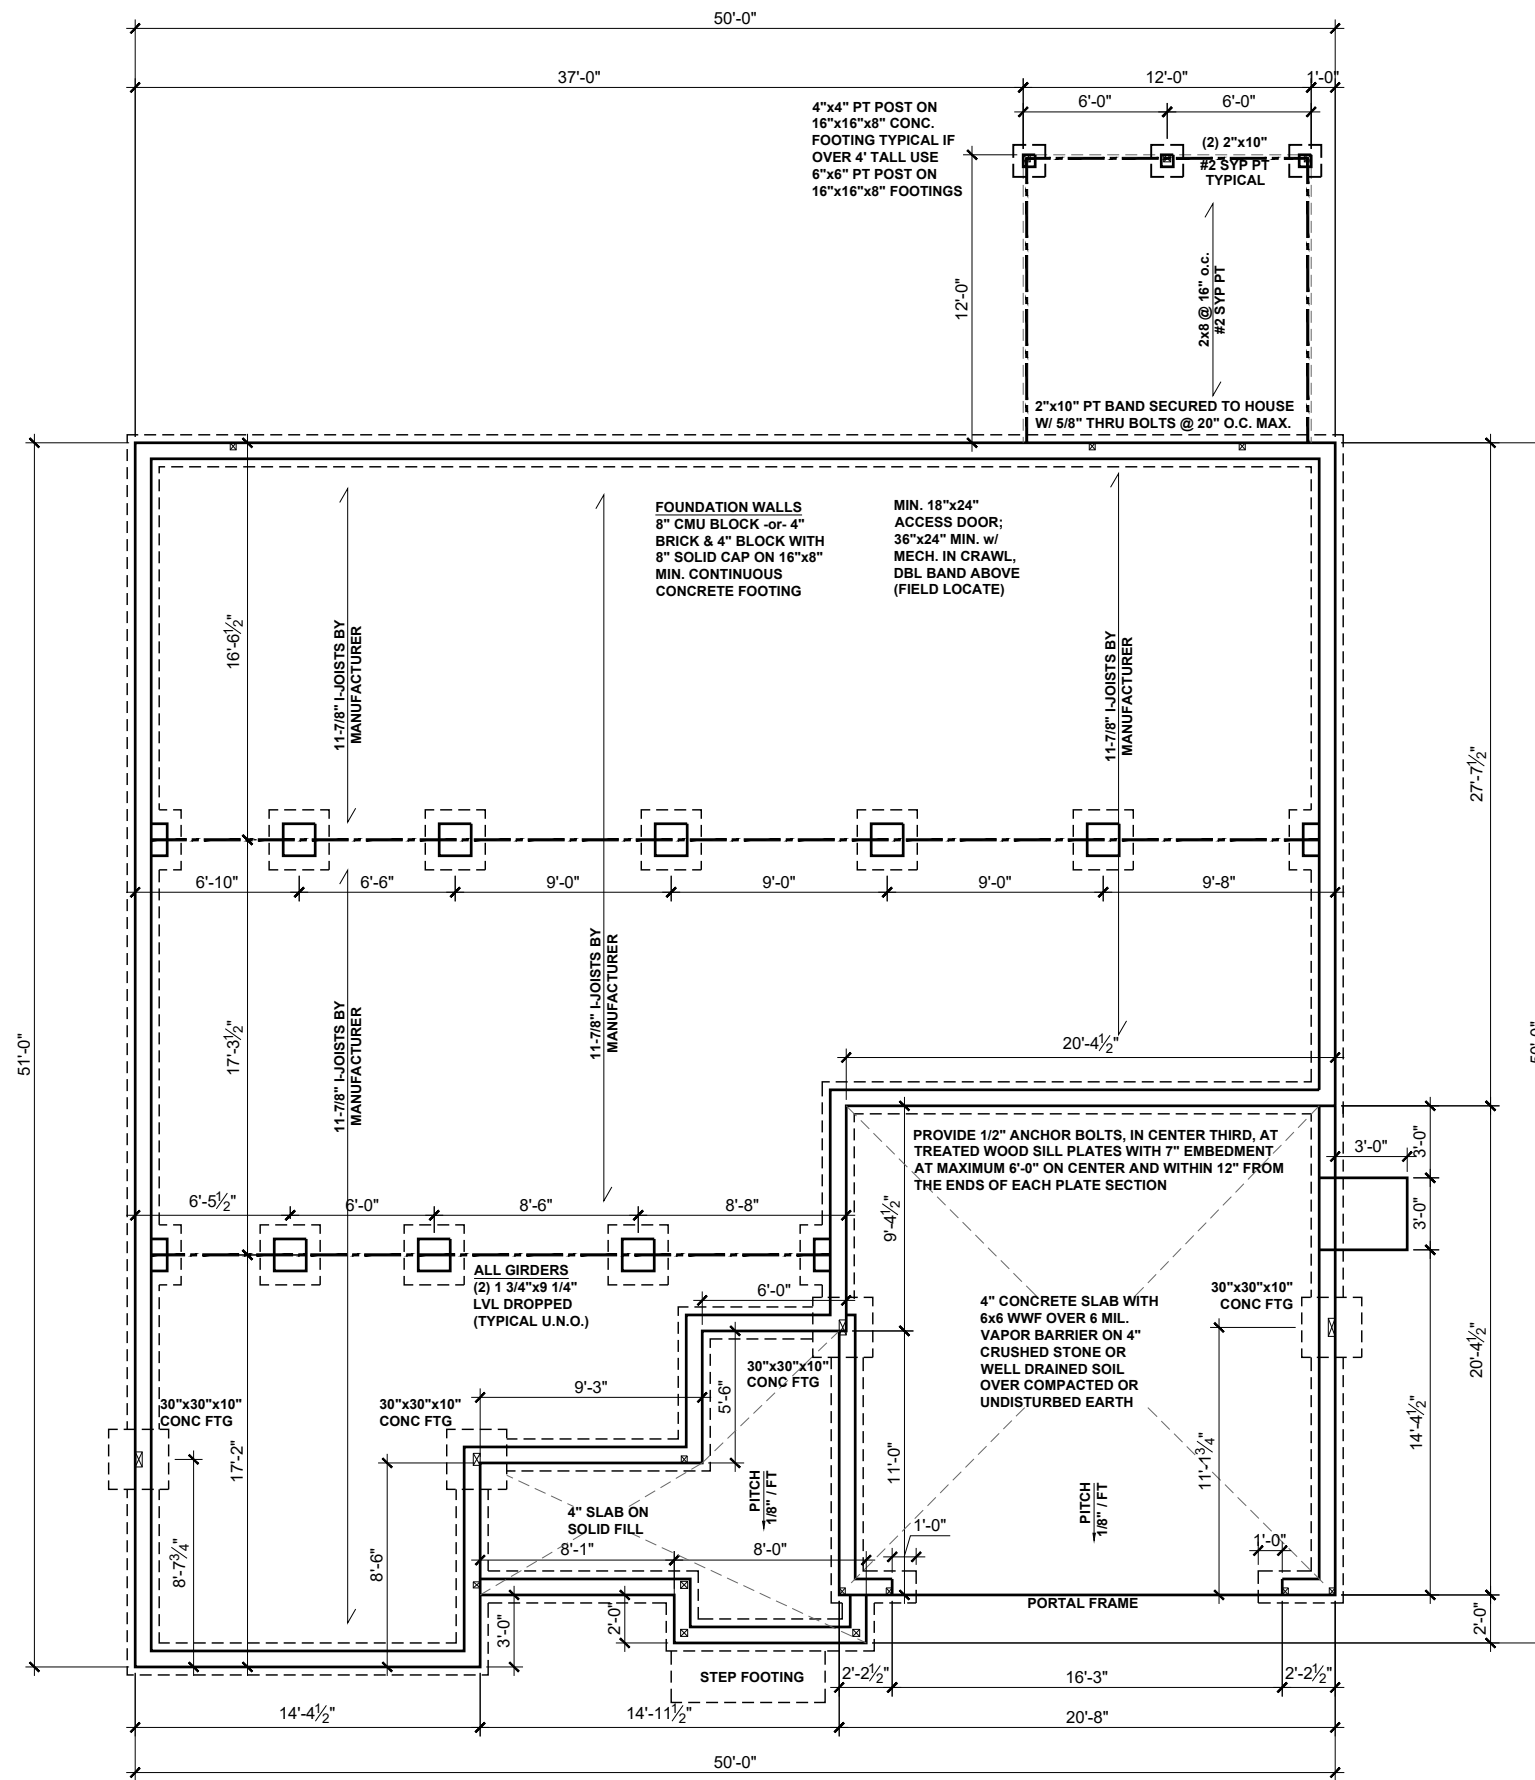 50'-0"
37'-0"
12'-0"
1'-0"
6'-0"
6'-0"
4"x4" PT POST ON
16"x16"x8" CONC.
FOOTING TYPICAL IF
OVER 4' TALL USE
6"x6" PT POST ON
16"x16"x8" FOOTINGS
(2) 2"x10"
#2 SYP PT
TYPICAL
12'-0"
2x8 @ 16" o.c.
#2 SYP PT
2"x10" PT BAND SECURED TO HOUSE
W/ 5/8" THRU BOLTS @ 20" O.C. MAX.
FOUNDATION WALLS
8" CMU BLOCK -or- 4"
BRICK & 4" BLOCK WITH
8" SOLID CAP ON 16"x8"
MIN. CONTINUOUS
CONCRETE FOOTING
MIN. 18"x24"
ACCESS DOOR;
36"x24" MIN. w/
MECH. IN CRAWL,
DBL BAND ABOVE
(FIELD LOCATE)
16'-6½"
11-7/8" I-JOISTS BY
MANUFACTURER
11-7/8" I-JOISTS BY
MANUFACTURER
27'-7½"
6'-10"
6'-6"
9'-0"
9'-0"
9'-0"
9'-8"
51'-0"
17'-3½"
11-7/8" I-JOISTS BY
MANUFACTURER
11-7/8" I-JOISTS BY
MANUFACTURER
20'-4½"
PROVIDE 1/2" ANCHOR BOLTS, IN CENTER THIRD, AT
TREATED WOOD SILL PLATES WITH 7" EMBEDMENT
AT MAXIMUM 6'-0" ON CENTER AND WITHIN 12" FROM
THE ENDS OF EACH PLATE SECTION
3'-0"
3'-0"
3'-0"
6'-5½"
6'-0"
8'-6"
8'-8"
9'-4½"
ALL GIRDERS
(2) 1 3/4"x9 1/4"
LVL DROPPED
(TYPICAL U.N.O.)
6'-0"
4" CONCRETE SLAB WITH
6x6 WWF OVER 6 MIL.
VAPOR BARRIER ON 4"
CRUSHED STONE OR
WELL DRAINED SOIL
OVER COMPACTED OR
UNDISTURBED EARTH
30"x30"x10"
CONC FTG
20'-4½"
30"x30"x10"
CONC FTG
9'-3"
5'-6"
30"x30"x10"
CONC FTG
30"x30"x10"
CONC FTG
14'-4½"
17'-2"
11'-0"
11'-1¾"
PITCH
1/8" / FT
PITCH
1/8" / FT
4" SLAB ON
SOLID FILL
8'-7¾"
8'-6"
8'-1"
8'-0"
1'-0"
1'-0"
PORTAL FRAME
3'-0"
2'-0"
2'-0"
STEP FOOTING
2'-2½"
16'-3"
2'-2½"
14'-4½"
14'-11½"
20'-8"
50'-0"